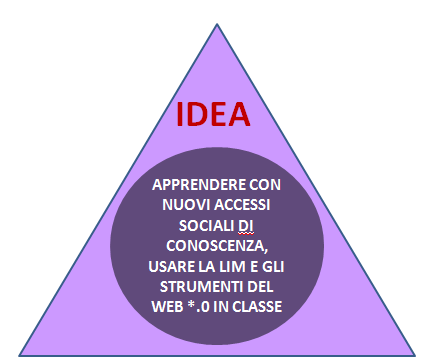 IDEA
APPRENDERE CON
NUOVI ACCESSI
SOCIALI DI
CONOSCENZA,
USARE LA LIM E GLI
STRUMENTI DEL
WEB *.0 IN CLASSE